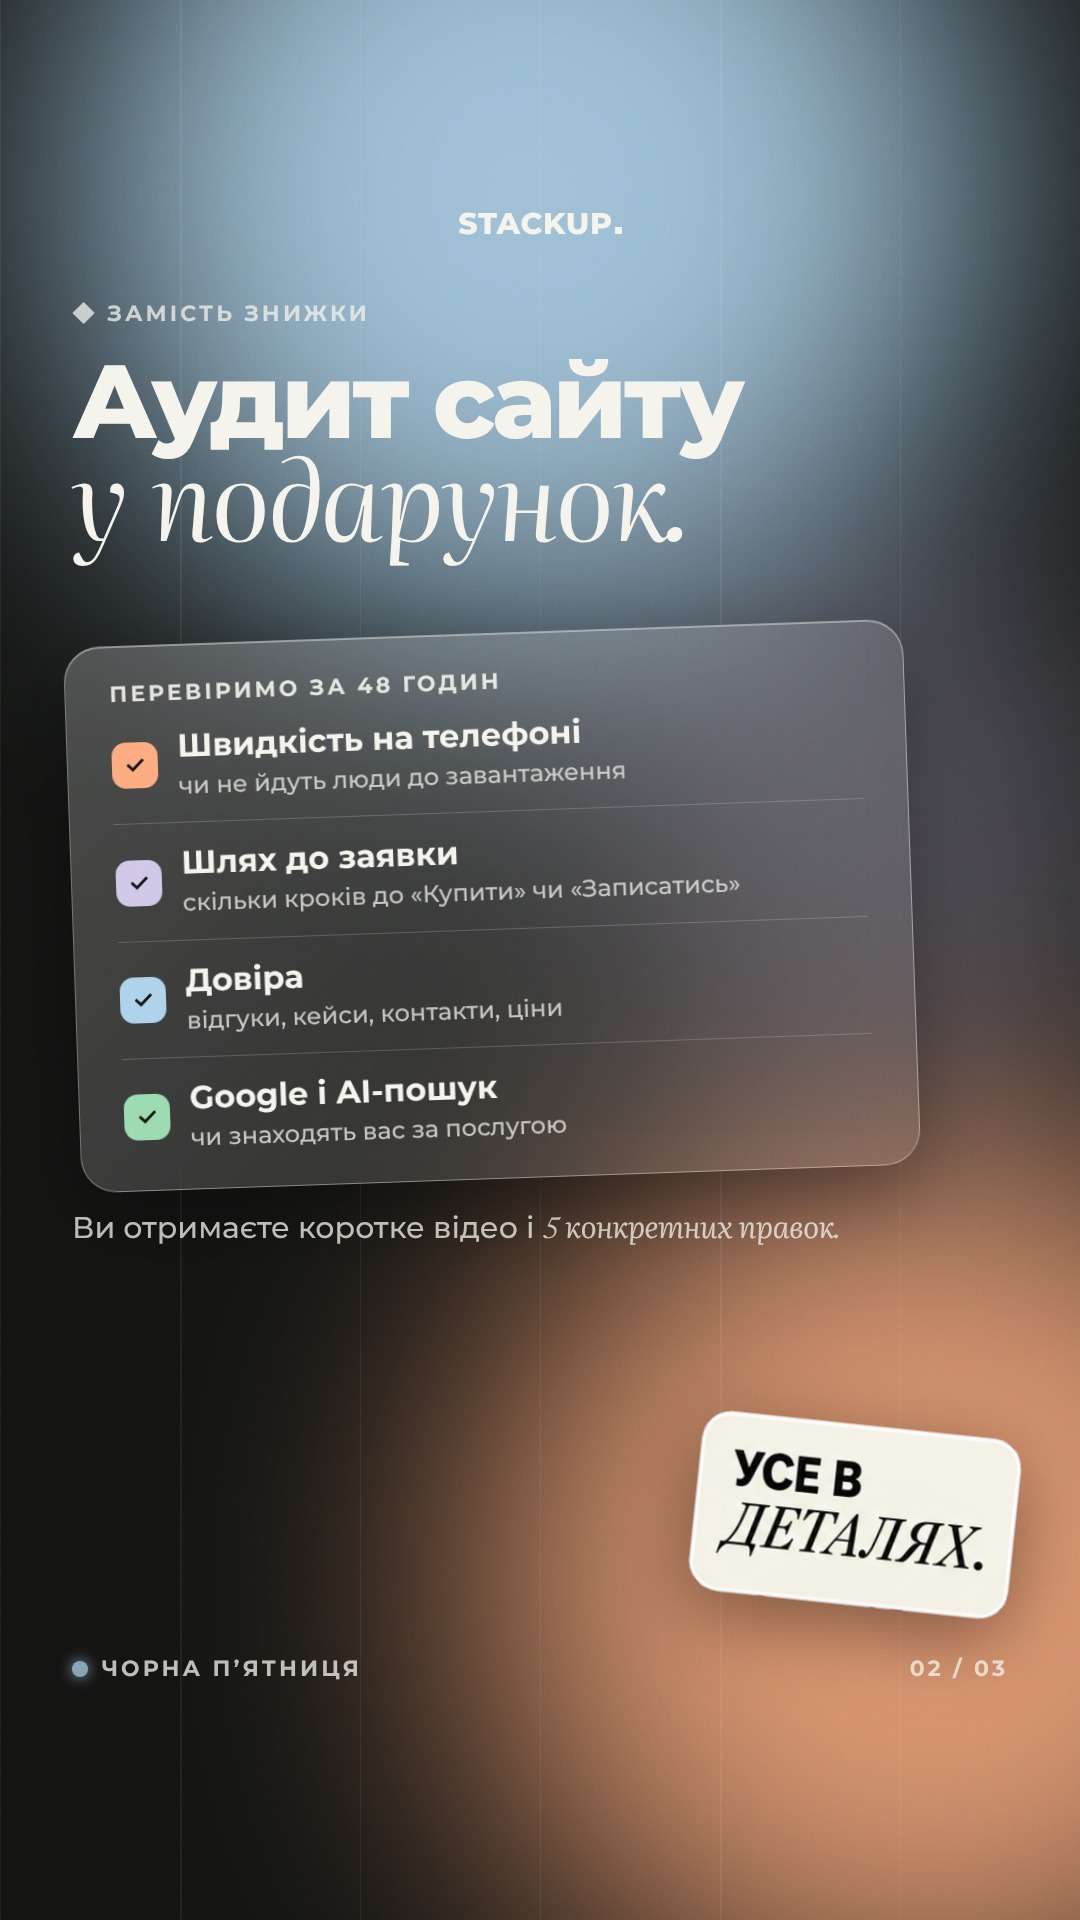 STACKUP.
ЗАМІСТЬ ЗНИЖКИ
Аудит сайту
у подарунок.
ПЕРЕВІРИМО ЗА 48 ГОДИН
Швидкість на телефоні
чи не йдуть люди до завантаження
Шлях до заявки
скільки кроків до «Купити» чи «Записатись»
Довіра
відгуки, кейси, контакти, ціни
Google і AI-пошук
чи знаходять вас за послугою
Ви отримаєте коротке відео і 5 конкретних правок.
УСЕ В
ДЕТАЛЯХ.
ЧОРНА П’ЯТНИЦЯ
02 / 03